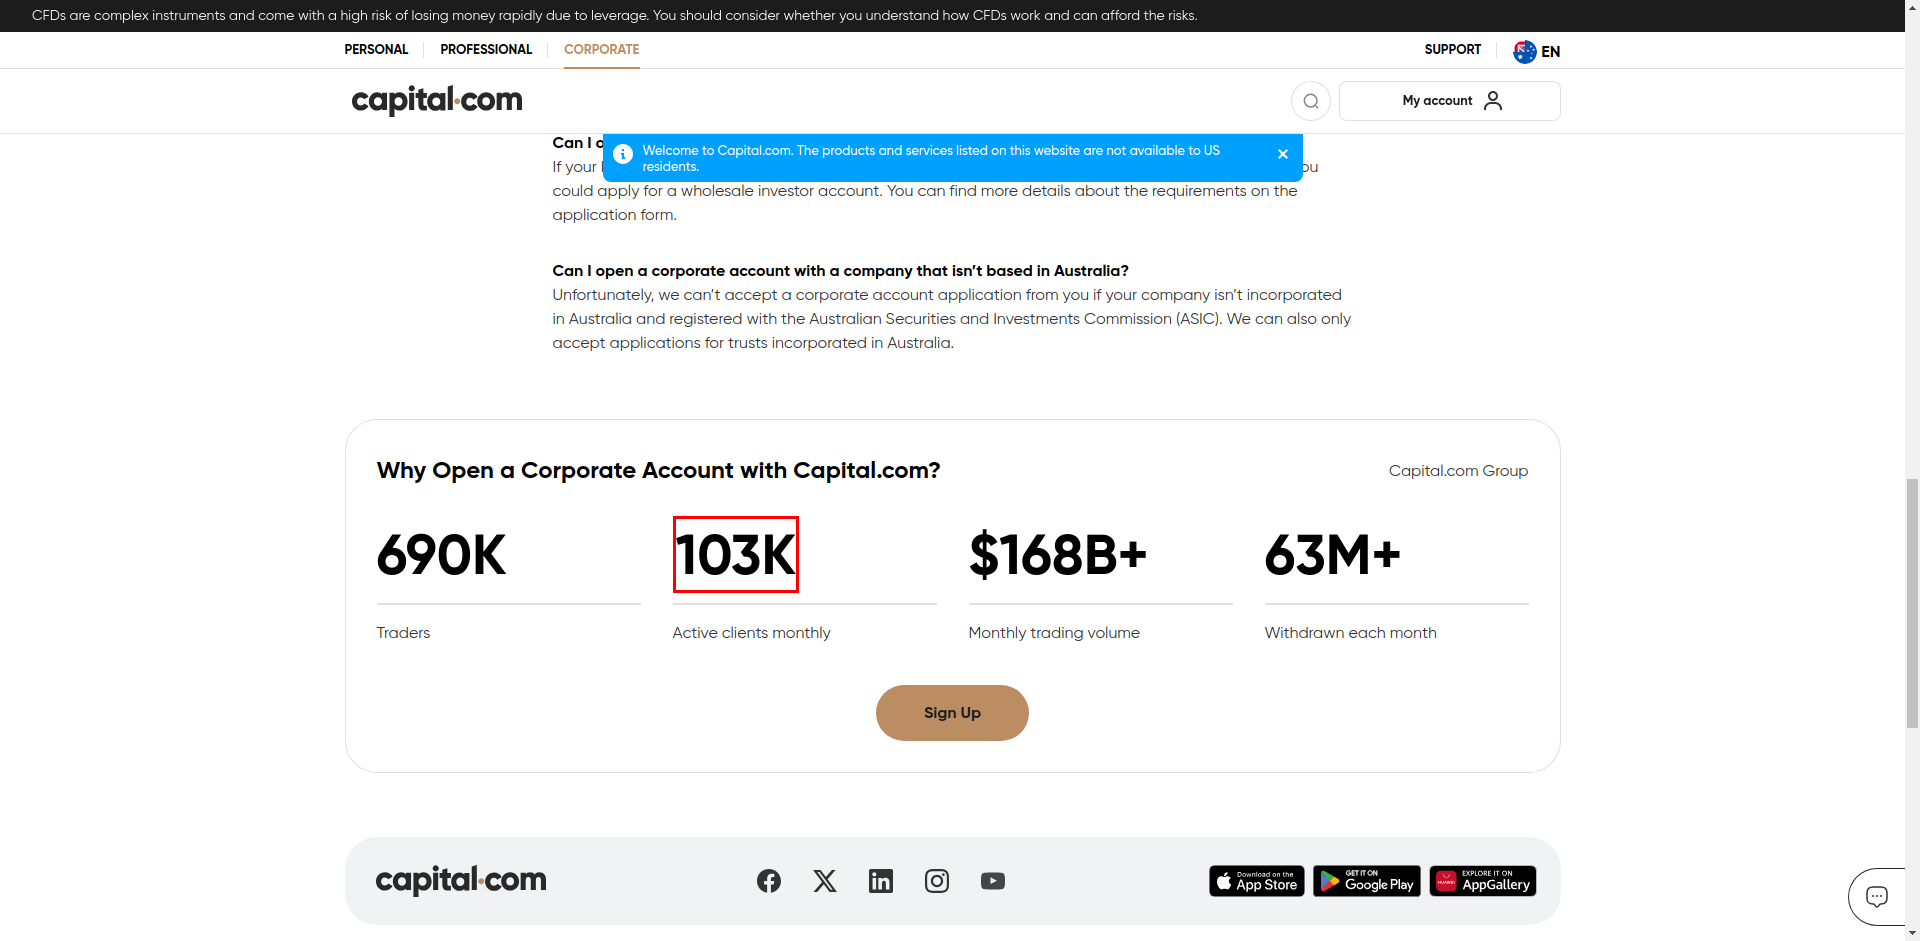 CFDs are complex instruments and come with a high risk of losing money rapidly due to leverage. You should consider whether you understand how CFDs work and can afford the risks.
PERSONAL
PROFESSIONAL
CORPORATE
SUPPORT
EN
capital.com
My account
Can I o
Welcome to Capital.com. The products and services listed on this website are not available to US
residents.
If your
ou
could apply for a wholesale investor account. You can find more details about the requirements on the
application form.
Can I open a corporate account with a company that isn’t based in Australia?
Unfortunately, we can’t accept a corporate account application from you if your company isn’t incorporated
in Australia and registered with the Australian Securities and Investments Commission (ASIC). We can also only
accept applications for trusts incorporated in Australia.
Why Open a Corporate Account with Capital.com?
Capital.com Group
690K
103K
$168B+
63M+
Traders
Active clients monthly
Monthly trading volume
Withdrawn each month
Sign Up
capital.com
Download on the
App Store
GET IT ON
Google Play
HUAWEI
EXPLORE IT ON
AppGallery